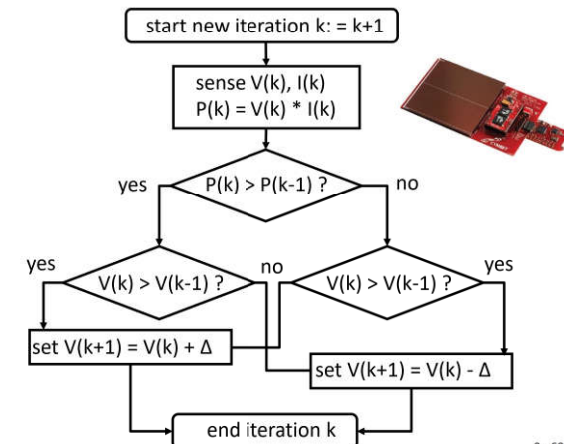 start new iteration k: = k+1
sense V(k), I(k)
P(k) = V(k) * I(k)
P(k) > P(k-1) ?
yes
no
yes
V(k) > V(k-1) ?
no
V(k) > V(k-1) ?
yes
set V(k+1) = V(k) + Δ
set V(k+1) = V(k) - Δ
end iteration k